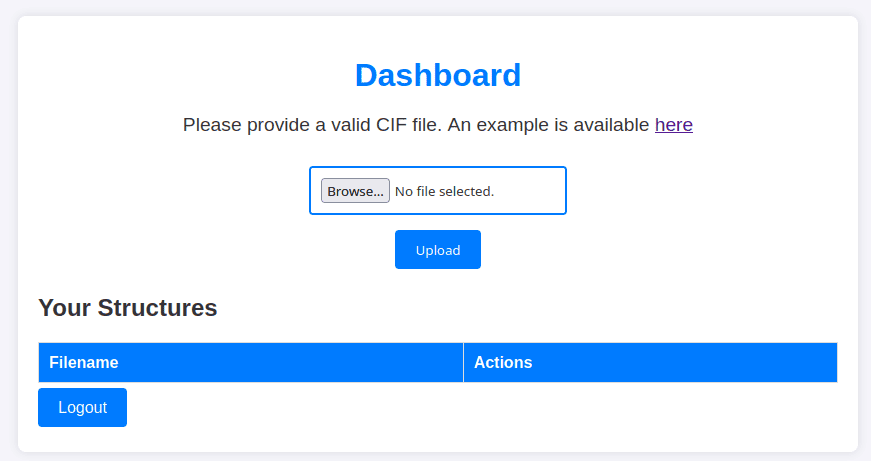 Dashboard
Please provide a valid CIF file. An example is available here
Browse... No file selected.
Upload
Your Structures
Filename Actions
Logout